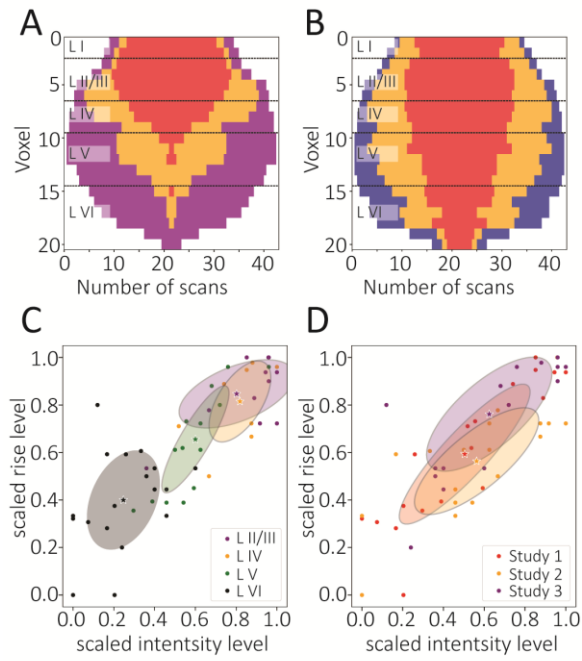 A
B
0
L I
L II/III
5
L IV
10
L V
15
L VI
20
Voxel
0 10 20 30 40
Number of scans
0
L I
L II/III
5
L IV
10
L V
15
L VI
20
Voxel
0 10 20 30 40
Number of scans
C
D
1.0
0.8
0.6
0.4
0.2
0.0
scaled rise level
L II/III
L IV
L V
L VI
0.0 0.2 0.4 0.6 0.8 1.0
scaled intentsity level
1.0
0.8
0.6
0.4
0.2
0.0
scaled rise level
Study 1
Study 2
Study 3
0.0 0.2 0.4 0.6 0.8 1.0
scaled intensity level